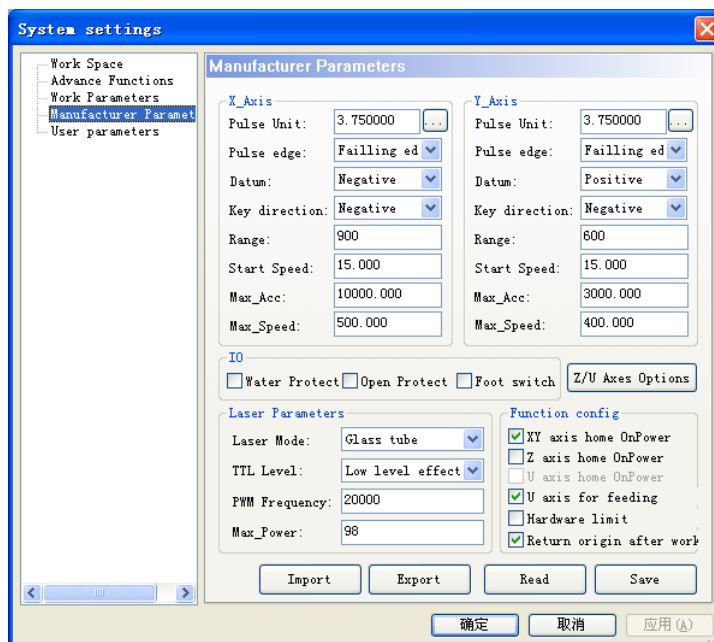 System settings
Work Space
Advance Functions
Work Parameters
Manufacturer Paramet
User parameters
Manufacturer Parameters
X_Axis
Pulse Unit: 3.750000 ...
Pulse edge: Failling ed
Datum: Negative
Key direction: Negative
Range: 900
Start Speed: 15.000
Max_Acc: 10000.000
Max_Speed: 500.000
Y_Axis
Pulse Unit: 3.750000 ...
Pulse edge: Failling ed
Datum: Positive
Key direction: Negative
Range: 600
Start Speed: 15.000
Max_Acc: 3000.000
Max_Speed: 400.000
IO
Water Protect Open Protect Foot switch
Z/U Axes Options
Laser Parameters
Laser Mode: Glass tube
TTL Level: Low level effect
PWM Frequency: 20000
Max_Power: 98
Function config
XY axis home OnPower
Z axis home OnPower
U axis home OnPower
U axis for feeding
Hardware limit
Return origin after work
Import Export Read Save
确定 取消 应用(A)